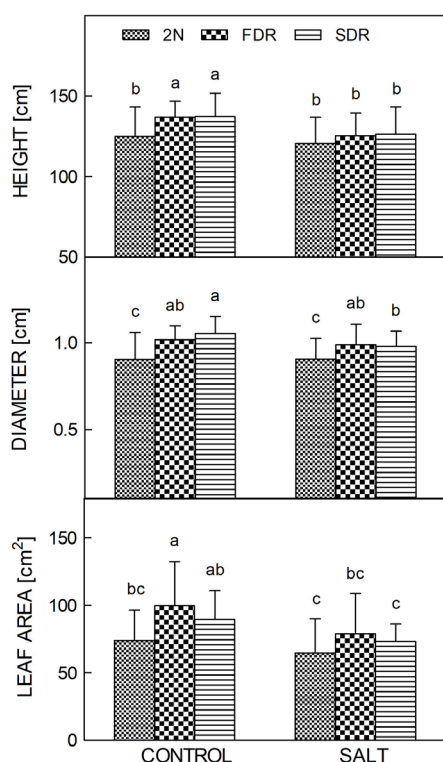 2N FDR SDR
HEIGHT [cm]
150
100
50
b a a b b b
DIAMETER [cm]
1.0
0.5
c ab a c ab b
LEAF AREA [cm²]
150
100
50
0
bc a ab c bc c
CONTROL SALT